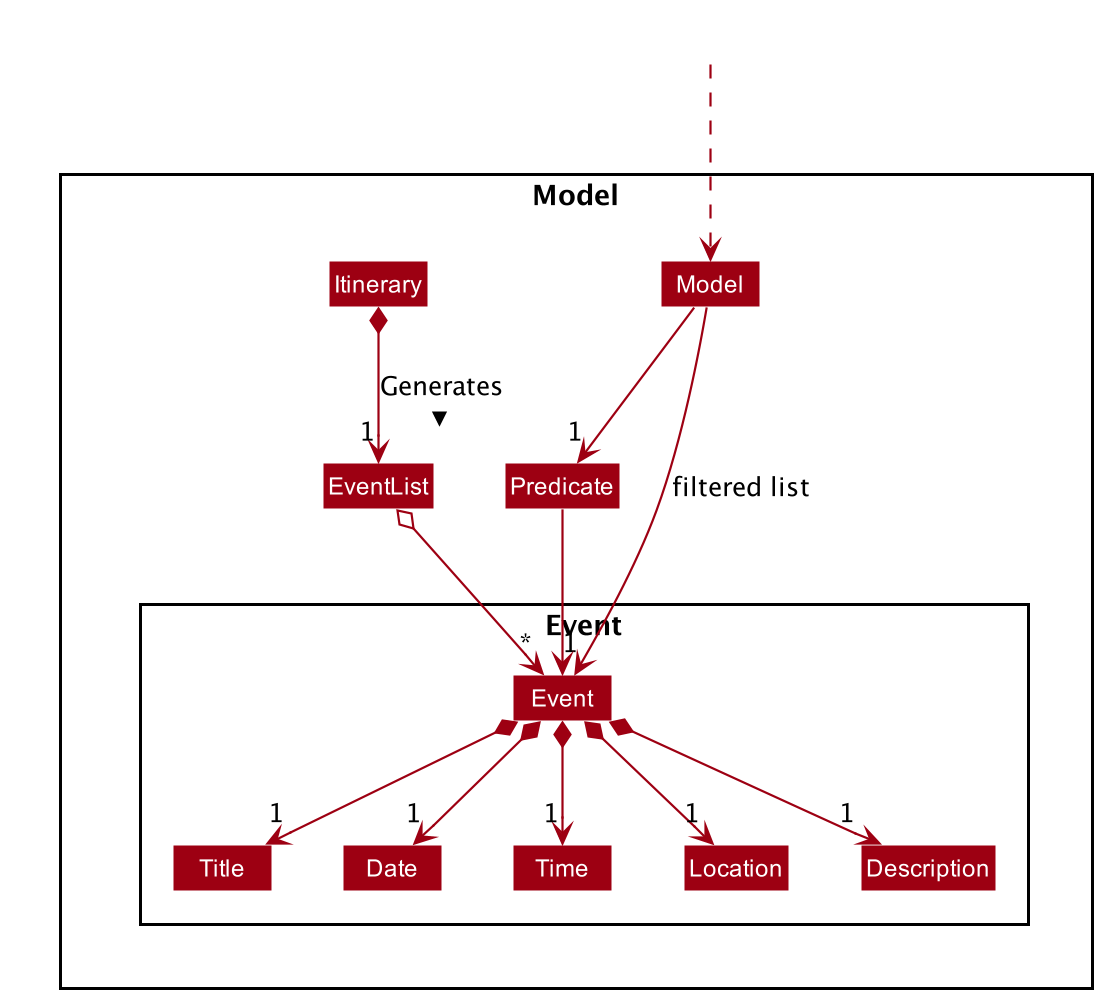 Model
Itinerary
Model
Generates
▼
1
1
EventList
Predicate
filtered list
Event
*
1
Event
1
1
1
1
1
Title
Date
Time
Location
Description